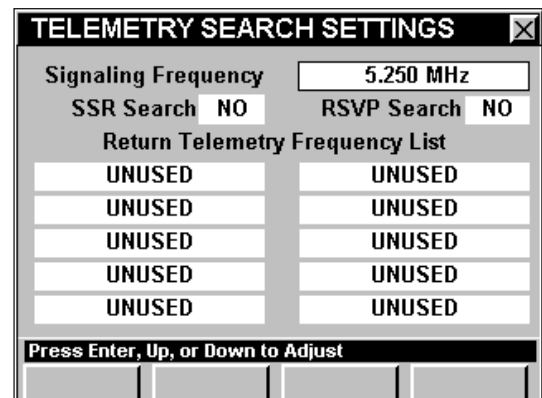 TELEMETRY SEARCH SETTINGS
Signaling Frequency 5.250 MHz
SSR Search NO RSVP Search NO
Return Telemetry Frequency List
UNUSED UNUSED
UNUSED UNUSED
UNUSED UNUSED
UNUSED UNUSED
UNUSED UNUSED
Press Enter, Up, or Down to Adjust